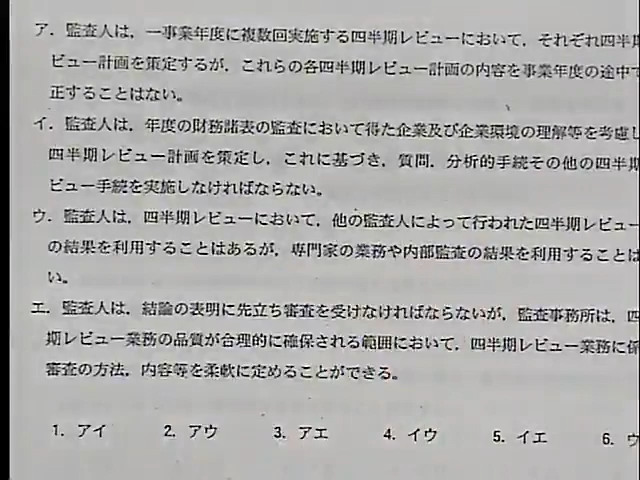 ア．監査人は，一事業年度に複数回実施する四半期レビューにおいて，それぞれ四半
ビュー計画を策定するが，これらの各四半期レビュー計画の内容を事業年度の途中で
正することはない。
イ．監査人は，年度の財務諸表の監査において得た企業及び企業環境の理解等を考慮し
四半期レビュー計画を策定し，これに基づき，質問，分析的手続その他の四半
ビュー手続を実施しなければならない。
ウ．監査人は，四半期レビューにおいて，他の監査人によって行われた四半期レビュー
の結果を利用することはあるが，専門家の業務や内部監査の結果を利用することは
い。
エ．監査人は，結論の表明に先立ち審査を受けなければならないが，監査事務所は，四
期レビュー業務の品質が合理的に確保される範囲において，四半期レビュー業務に係
審査の方法，内容等を柔軟に定めることができる。
1．アイ 2．アウ 3．アエ 4．イウ 5．イエ 6．ウ